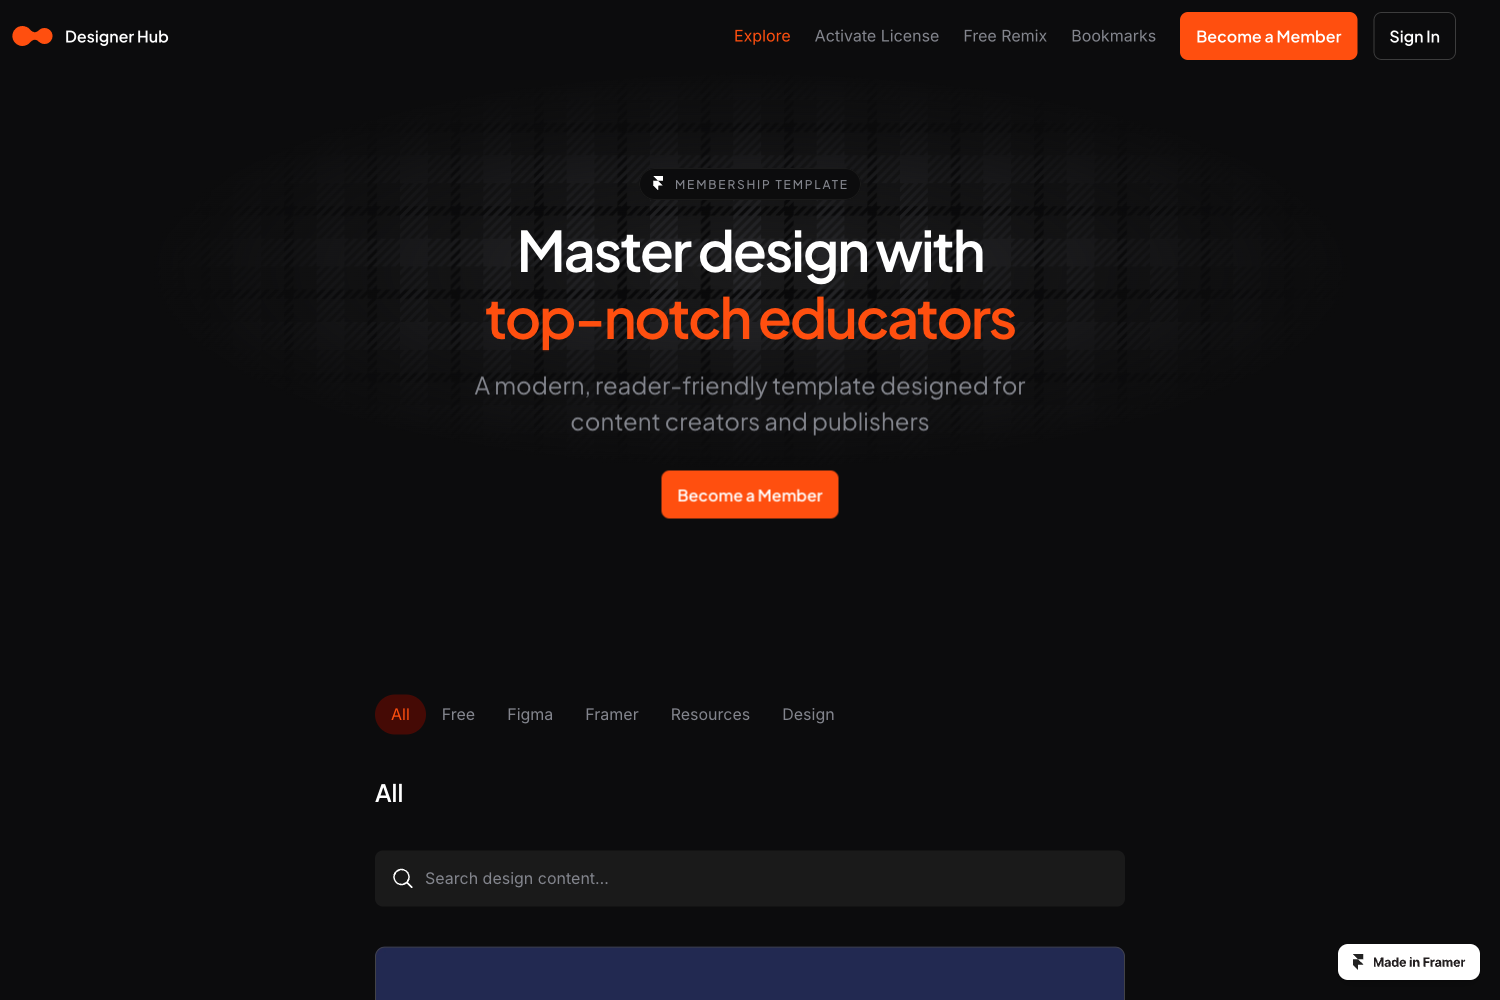 Designer Hub
Explore Activate License Free Remix Bookmarks Become a Member Sign In
MEMBERSHIP TEMPLATE
Master design with
top-notch educators
A modern, reader-friendly template designed for
content creators and publishers
Become a Member
All Free Figma Framer Resources Design
All
Search design content...
Made in Framer